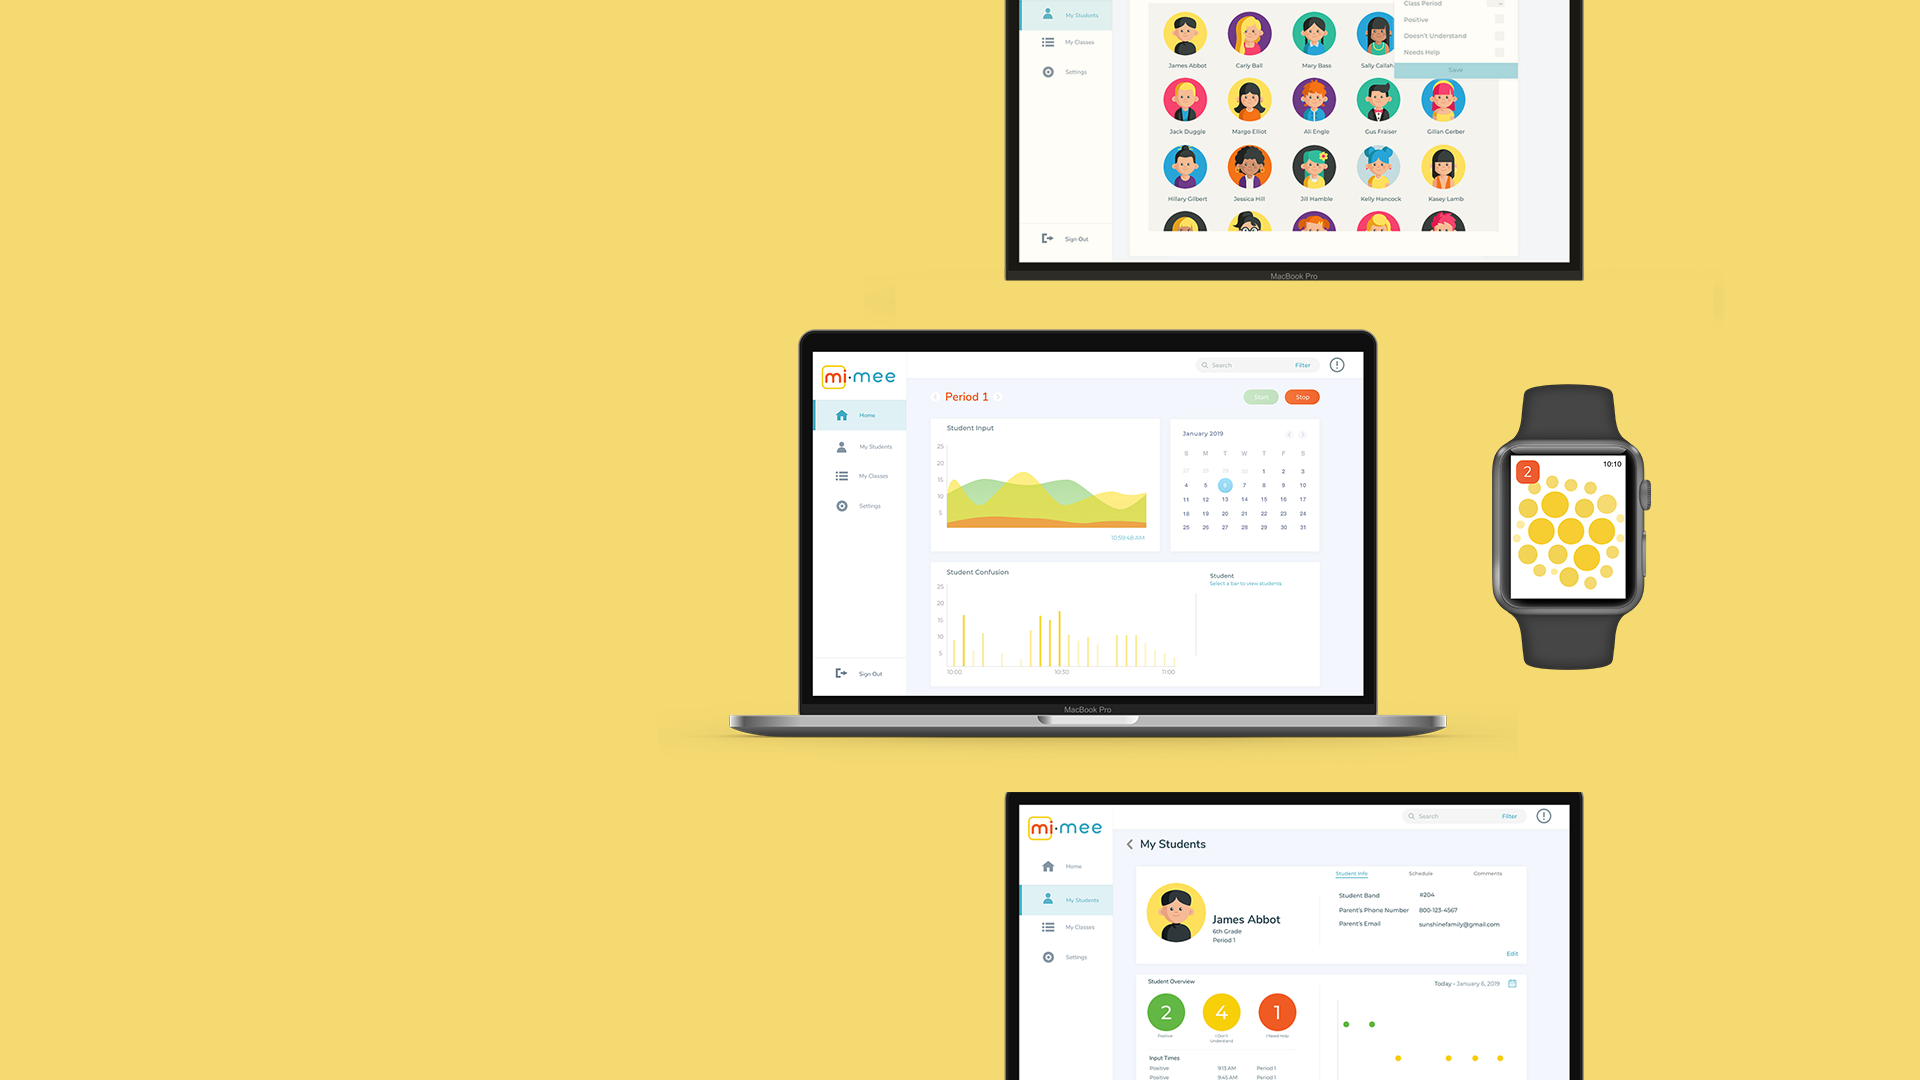 My Students
My Classes
Settings
Sign Out
Class Period
Positive
Doesn't Understand
Needs Help
Save
James Abbot
Carly Ball
Mary Bass
Sally Callah
Jack Duggle
Margo Elliot
Ali Engle
Gus Fraiser
Gilian Gerber
Hillary Gilbert
Jessica Hill
Jill Hamble
Kelly Hancock
Kasey Lamb
MacBook Pro
mi·mee
Search
Filter
Home
My Students
My Classes
Settings
Sign Out
Period 1
Start
Stop
Student Input
25
20
15
10
5
10:59:48 AM
January 2019
S M T W T F S
27 28 29 30 1 2 3
4 5 6 7 8 9 10
11 12 13 14 15 16 17
18 19 20 21 22 23 24
25 26 27 28 29 30 31
Student Confusion
25
20
15
10
5
10:00 10:30 11:00
Student
Select a bar to view students
MacBook Pro
2
10:10
mi·mee
Search
Filter
Home
My Students
My Classes
Settings
My Students
James Abbot
6th Grade
Period 1
Student Info Schedule Comments
Student Band #204
Parent's Phone Number 800-123-4567
Parent's Email sunshinefamily@gmail.com
Edit
Student Overview
2 4 1
Positive
I Don't
Understand
I Need Help
Today - January 6, 2019
Input Times
Positive 9:13 AM Period 1
Positive 9:45 AM Period 1